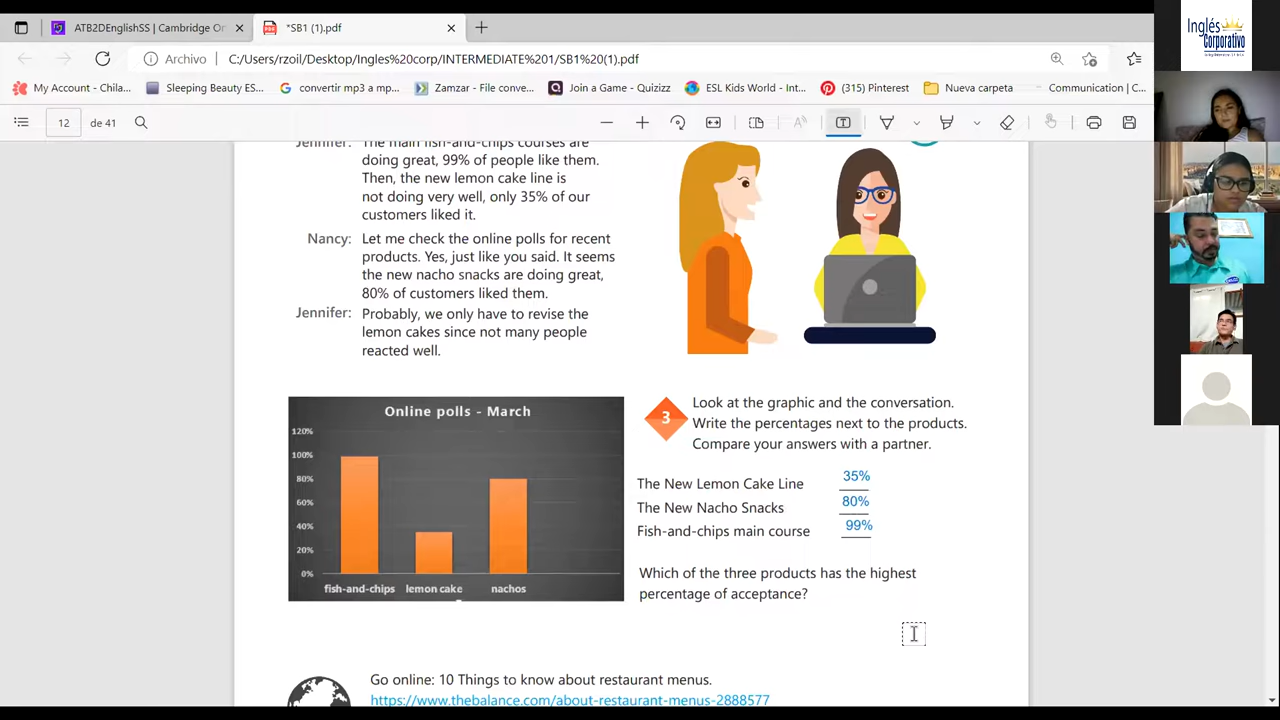 ATB2DEnglishSS | Cambridge On
*SB1 (1).pdf
Archivo
C:/Users/rzoil/Desktop/Ingles%20corp/INTERMEDIATE%2001/SB1%20(1).pdf
My Account - Chila...
Sleeping Beauty ES...
convertir mp3 a mp...
Zamzar - File conve...
Join a Game - Quizizz
ESL Kids World - Int...
(315) Pinterest
Nueva carpeta
Communication | C...
12
de 41
Inglés
Corporativo
Jennifer: The main fish-and-chips courses are
doing great, 99% of people like them.
Then, the new lemon cake line is
not doing very well, only 35% of our
customers liked it.
Nancy: Let me check the online polls for recent
products. Yes, just like you said. It seems
the new nacho snacks are doing great,
80% of customers liked them.
Jennifer: Probably, we only have to revise the
lemon cakes since not many people
reacted well.
Online polls - March
120%
100%
80%
60%
40%
20%
0%
fish-and-chips lemon cake nachos
3
Look at the graphic and the conversation.
Write the percentages next to the products.
Compare your answers with a partner.
The New Lemon Cake Line 35%
The New Nacho Snacks 80%
Fish-and-chips main course 99%
Which of the three products has the highest
percentage of acceptance?
Go online: 10 Things to know about restaurant menus.
https://www.thebalance.com/about-restaurant-menus-2888577